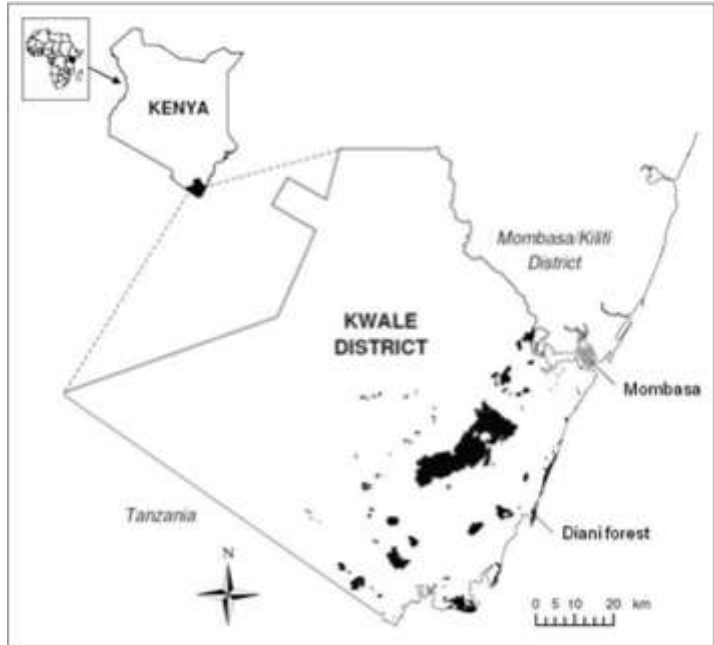 KENYA
Mombasa/Kilifi
District
KWALE
DISTRICT
Mombasa
Tanzania
Diani forest
N
0 5 10 20 km